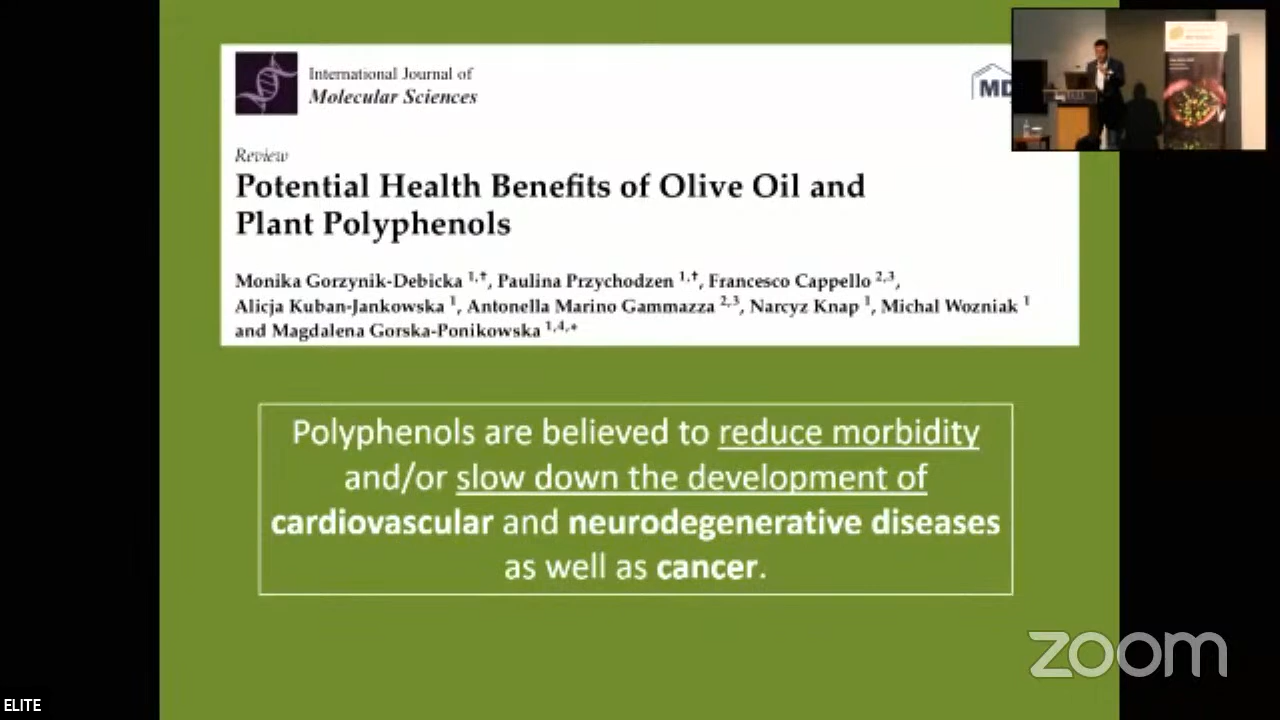 International Journal of
Molecular Sciences
MD
Review
Potential Health Benefits of Olive Oil and
Plant Polyphenols
Monika Gorzynik-Debicka 1,†, Paulina Przychodzen 1,†, Francesco Cappello 2,3,
Alicja Kuban-Jankowska 1, Antonella Marino Gammazza 2,3, Narcyz Knap 1, Michal Wozniak 1
and Magdalena Gorska-Ponikowska 1,4,*
Polyphenols are believed to reduce morbidity
and/or slow down the development of
cardiovascular and neurodegenerative diseases
as well as cancer.
zoom
ELITE